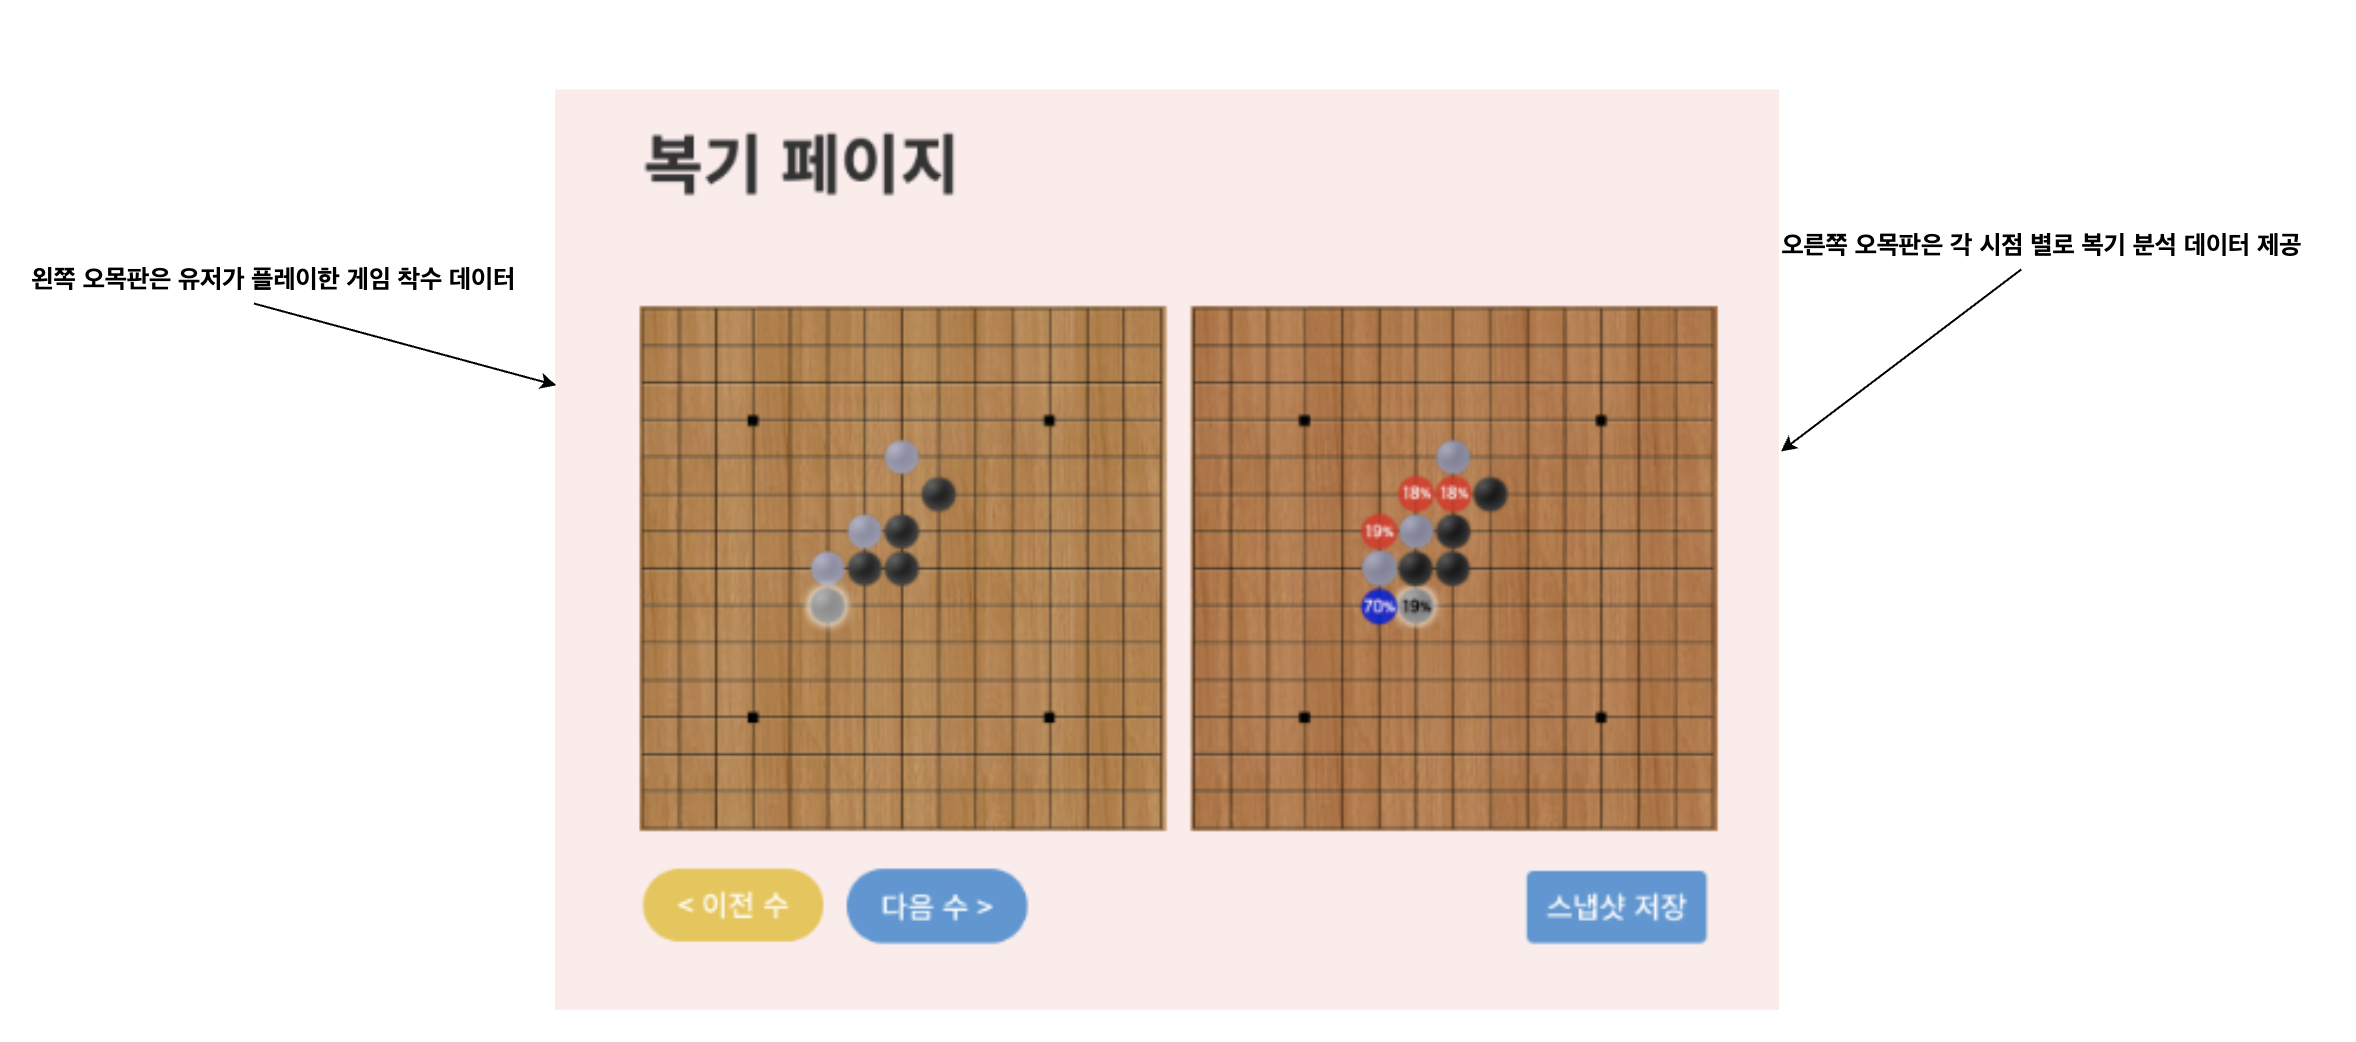 복기 페이지
오른쪽 오목판은 각 시점 별로 복기 분석 데이터 제공
왼쪽 오목판은 유저가 플레이한 게임 착수 데이터
18% 18%
19%
70% 19%
< 이전 수
다음 수 >
스냅샷 저장